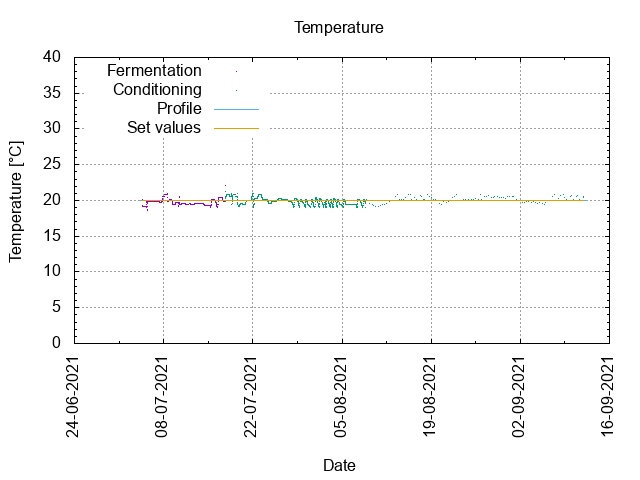 Temperature
40
35
30
25
20
15
10
5
0
Fermentation
Conditioning
Profile
Set values
Temperature [°C]
24-06-2021
08-07-2021
22-07-2021
05-08-2021
19-08-2021
02-09-2021
16-09-2021
Date